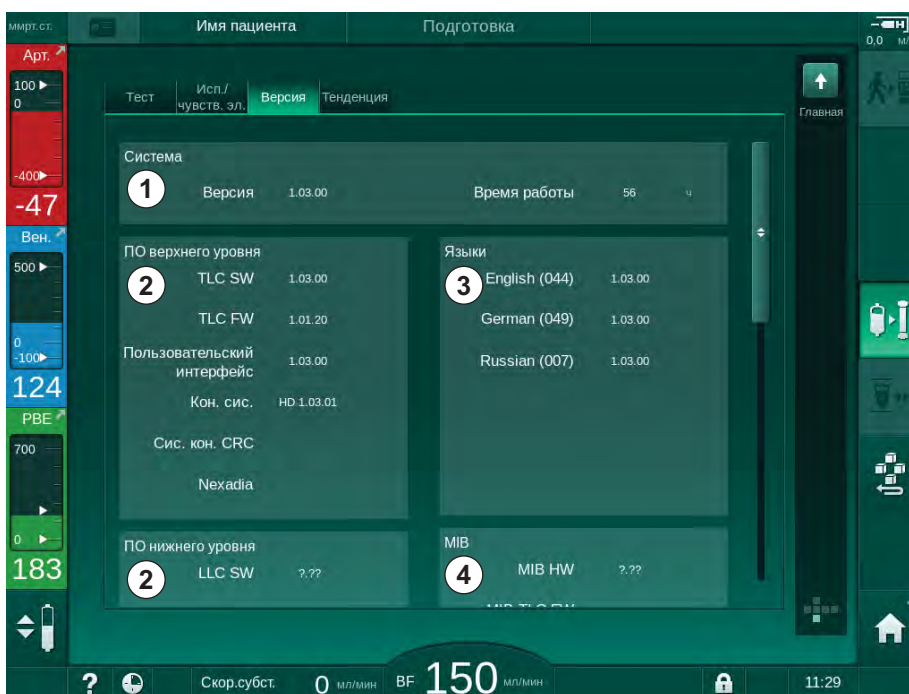 ммрт.ст.
Имя пациента
Подготовка
0,0 м/
Арт.
100
0
-400
-47
Вен.
500
0
-100
124
PBE
700
0
183
Тест
Исп./
чувств. эл.
Версия
Тенденция
Главная
Система
1
Версия 1.03.00
Время работы 56 ч
ПО верхнего уровня
2
TLC SW 1.03.00
TLC FW 1.01.20
Пользовательский
интерфейс 1.03.00
Кон. сис. HD 1.03.01
Сис. кон. CRC
Nexadia
Языки
3
English (044) 1.03.00
German (049) 1.03.00
Russian (007) 1.03.00
ПО нижнего уровня
2
LLC SW ?.??
MIB
4
MIB HW ?.??
?
Скор.субст. 0 мл/мин
BF 150 мл/мин
11:29